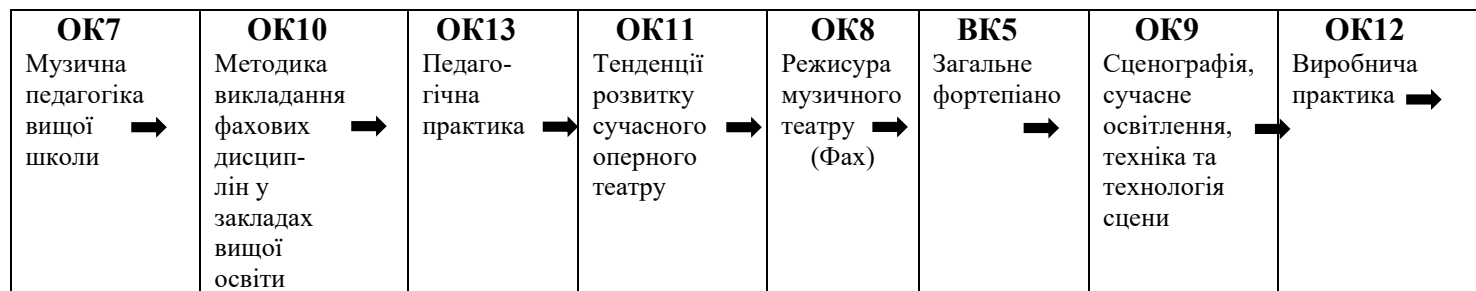 ОК7
Музична
педагогіка
вищої
школи
ОК10
Методика
викладання
фахових
дисцип-
лін у
закладах
вищої
освіти
ОК13
Педаго-
гічна
практика
ОК11
Тенденції
розвитку
сучасного
оперного
театру
ОК8
Режисура
музичного
театру
(Фах)
ВК5
Загальне
фортепіано
ОК9
Сценографія,
сучасне
освітлення,
техніка та
технологія
сцени
ОК12
Виробнича
практика